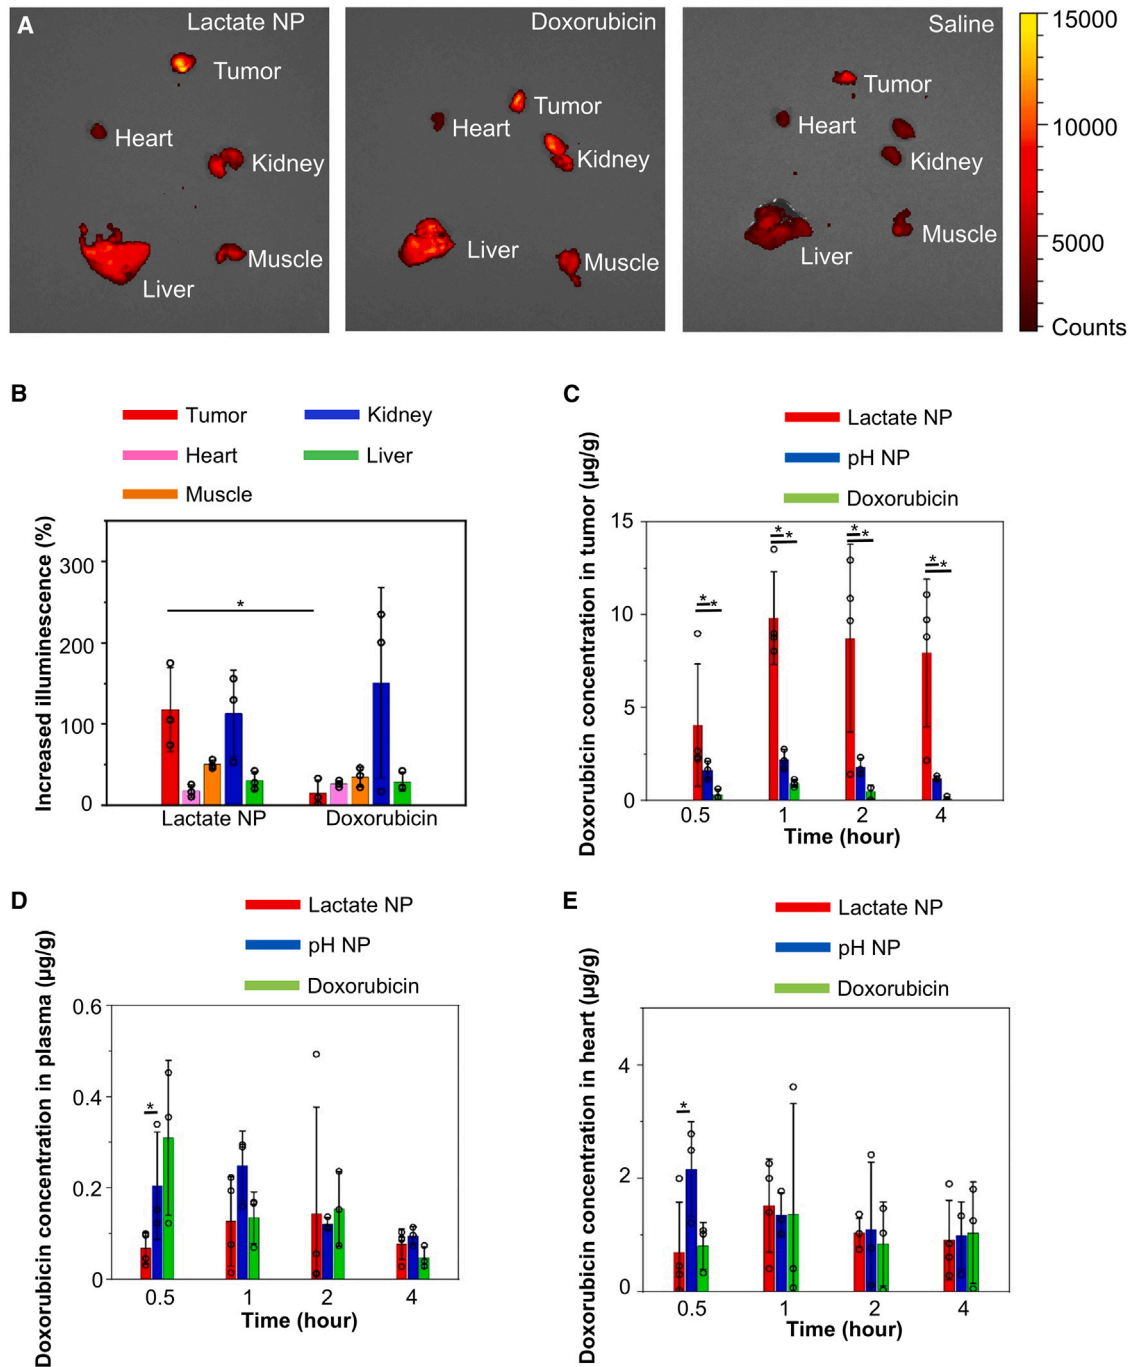 A
Lactate NP
Tumor
Heart
Kidney
Muscle
Liver
Doxorubicin
Tumor
Heart
Kidney
Liver
Muscle
Saline
Tumor
Heart
Kidney
Muscle
Liver
15000
10000
5000
Counts
B
Tumor
Kidney
Heart
Liver
Muscle
Increased illuminescence (%)
300
200
100
0
*
Lactate NP
Doxorubicin
C
Lactate NP
pH NP
Doxorubicin
Doxorubicin concentration in tumor (µg/g)
15
10
5
0
* *
* *
* *
* *
0.5
1
2
4
Time (hour)
D
Lactate NP
pH NP
Doxorubicin
Doxorubicin concentration in plasma (µg/g)
0.6
0.4
0.2
0
*
0.5
1
2
4
Time (hour)
E
Lactate NP
pH NP
Doxorubicin
Doxorubicin concentration in heart (µg/g)
4
2
0
*
0.5
1
2
4
Time (hour)